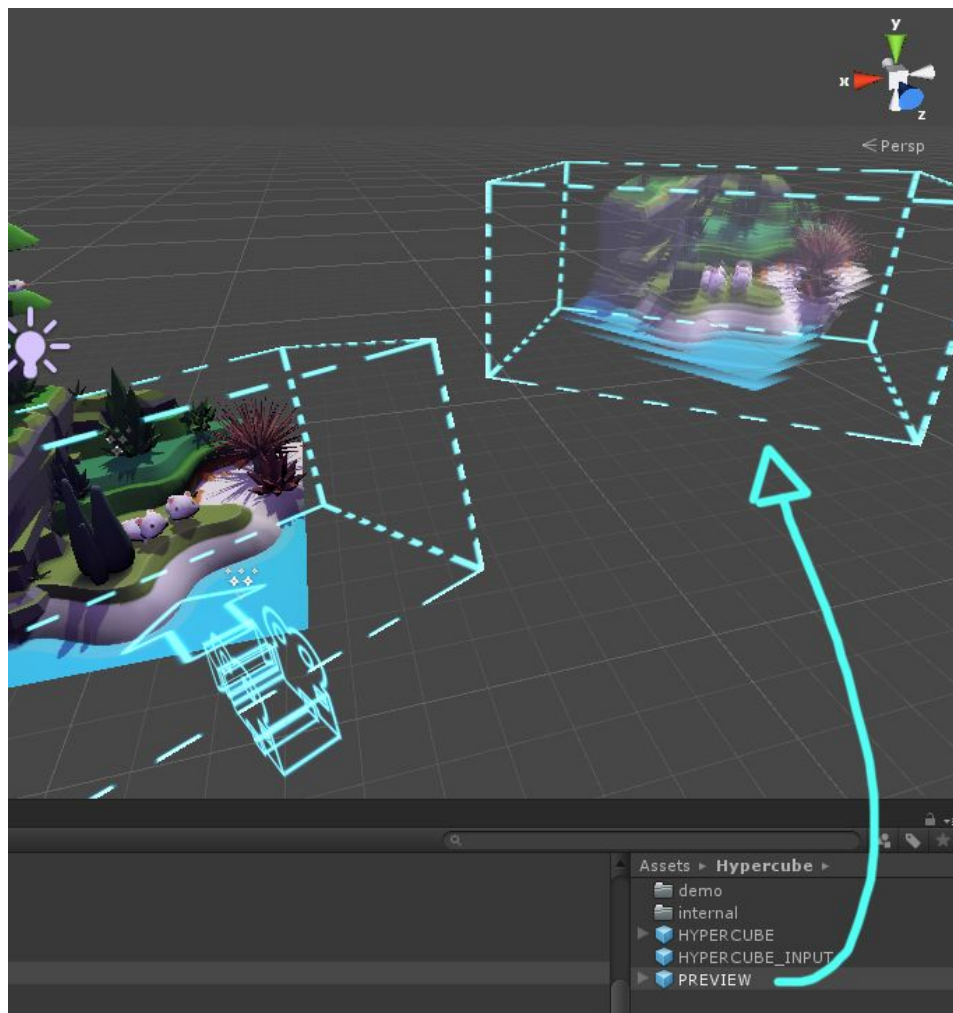 y
x
z
Persp
Assets ▸ Hypercube ▸
demo
internal
HYPERCUBE
HYPERCUBE_INPUT
PREVIEW